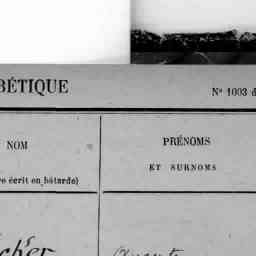 BÉTIQUE
N° 1003 d
NOM
PRÉNOMS
ET SURNOMS
e écrit en bâtarde)